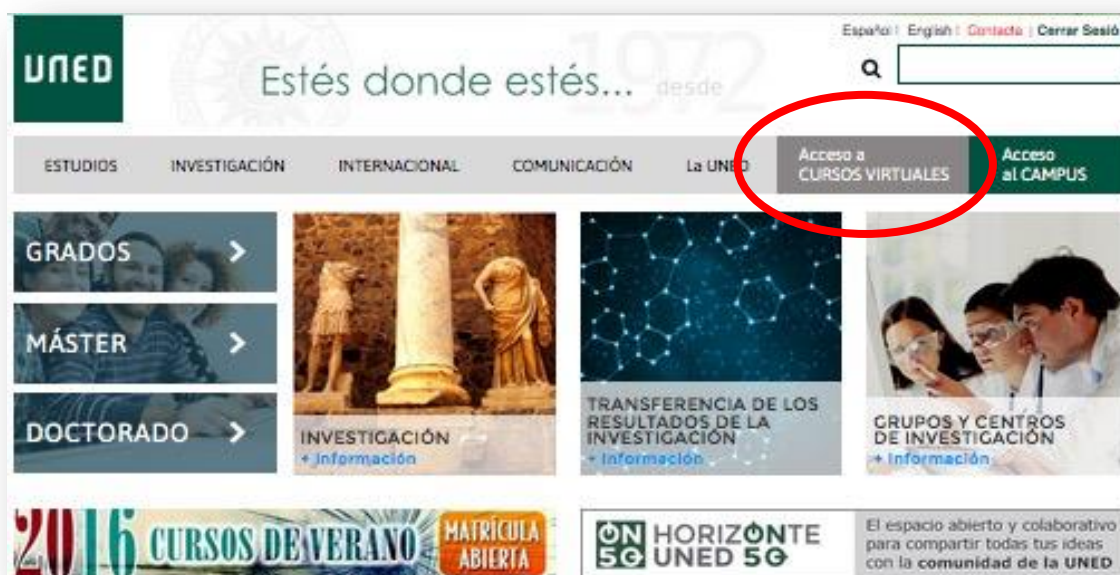 Español | English | Contacto | Cerrar Sesió
UNED
Estés donde estés... desde 1972
ESTUDIOS INVESTIGACIÓN INTERNACIONAL COMUNICACIÓN La UNED
Acceso a
CURSOS VIRTUALES
Acceso
al CAMPUS
GRADOS
MÁSTER
DOCTORADO
INVESTIGACIÓN
+ Información
TRANSFERENCIA DE LOS
RESULTADOS DE LA
INVESTIGACIÓN
+ Información
GRUPOS Y CENTROS
DE INVESTIGACIÓN
+ Información
2016 CURSOS DE VERANO
MATRÍCULA
ABIERTA
ON HORIZONTE
5G UNED 5G
El espacio abierto y colaborativo
para compartir todas tus ideas
con la comunidad de la UNED